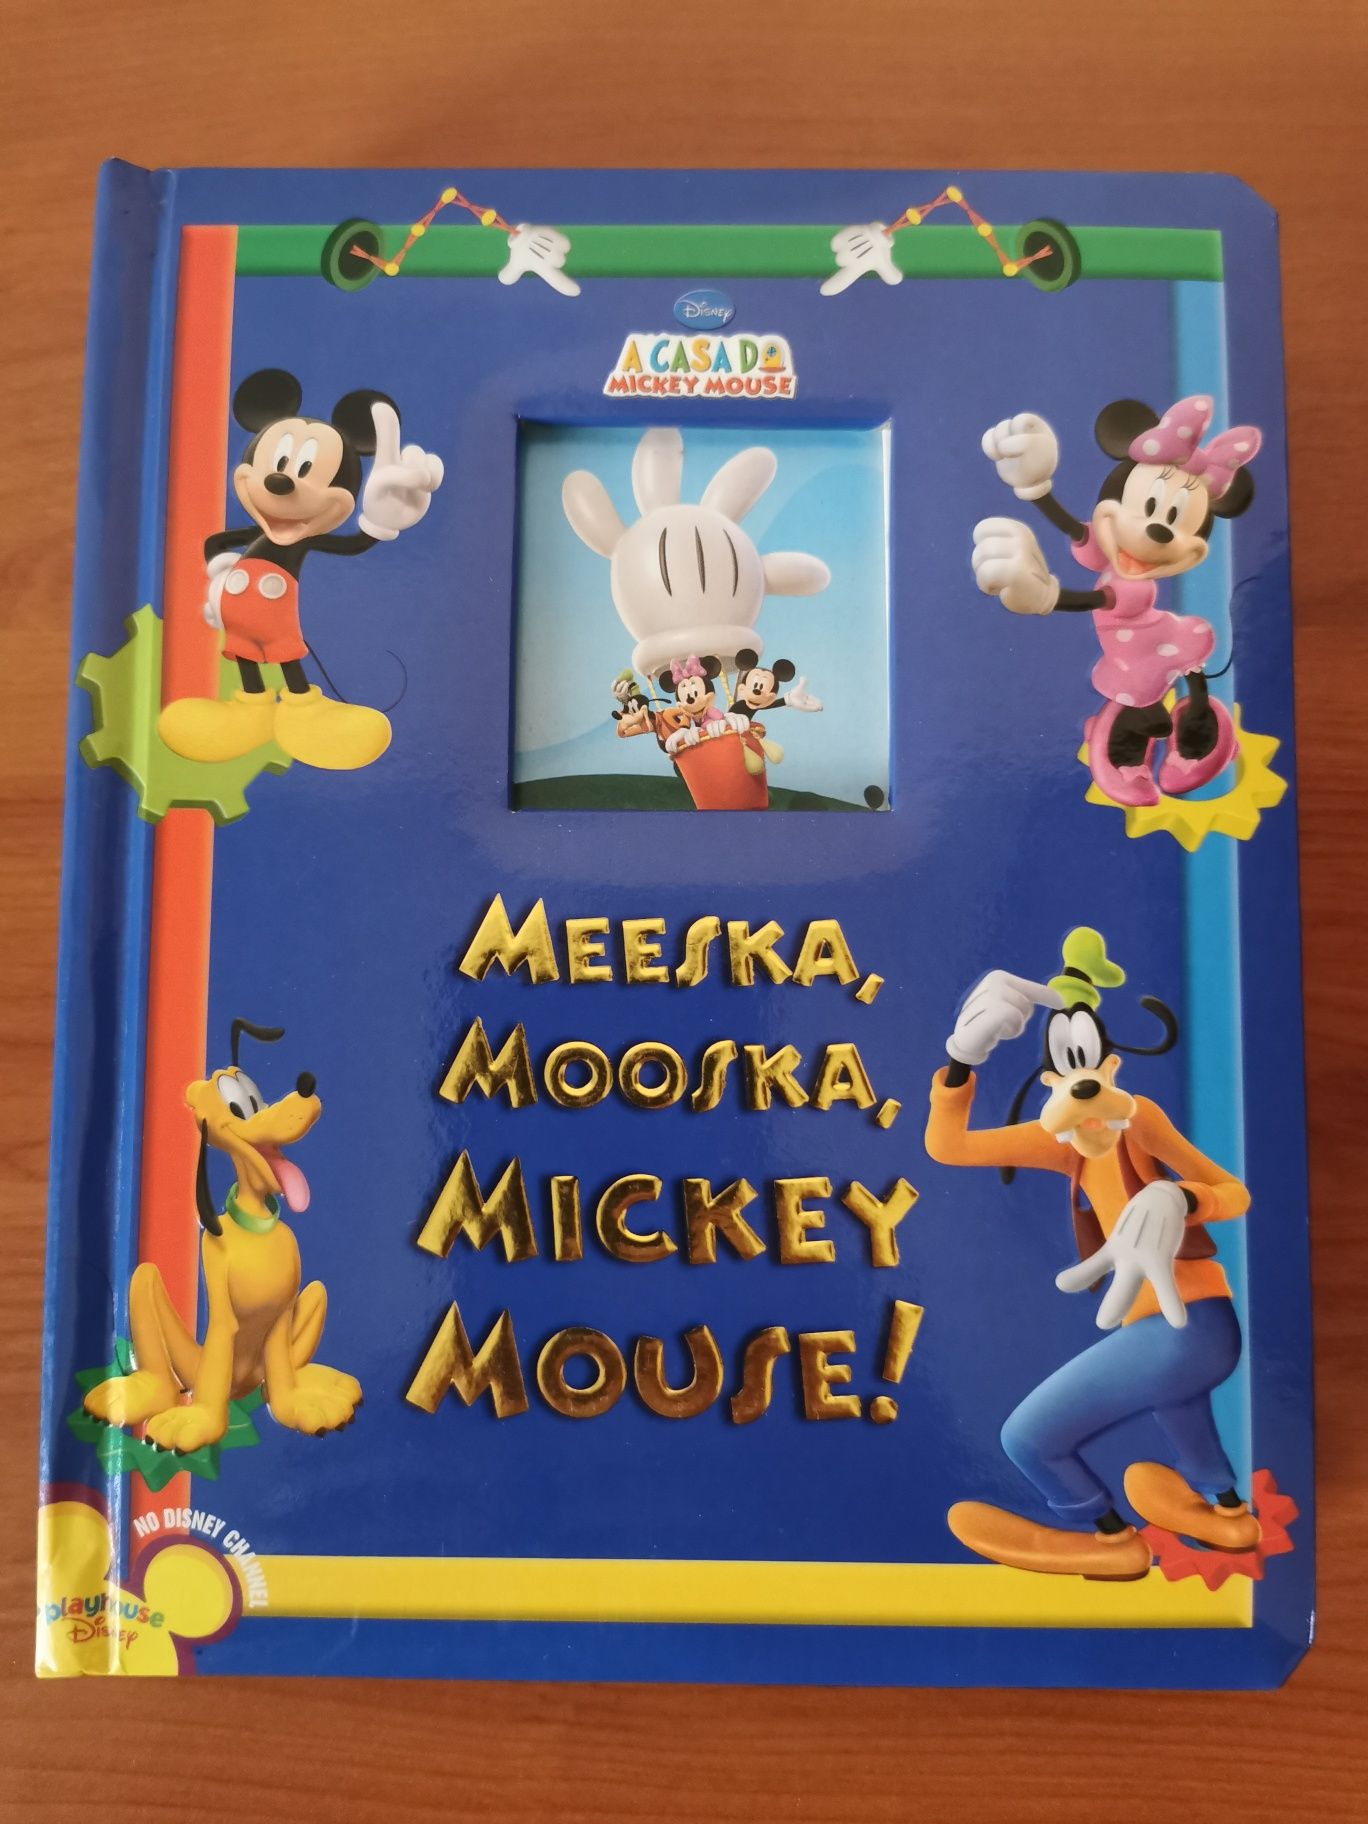 Disney
A CASA DO
MICKEY MOUSE
MEESKA,
MOOSKA,
MICKEY
MOUSE!
NO DISNEY CHANNEL
playhouse
Disney